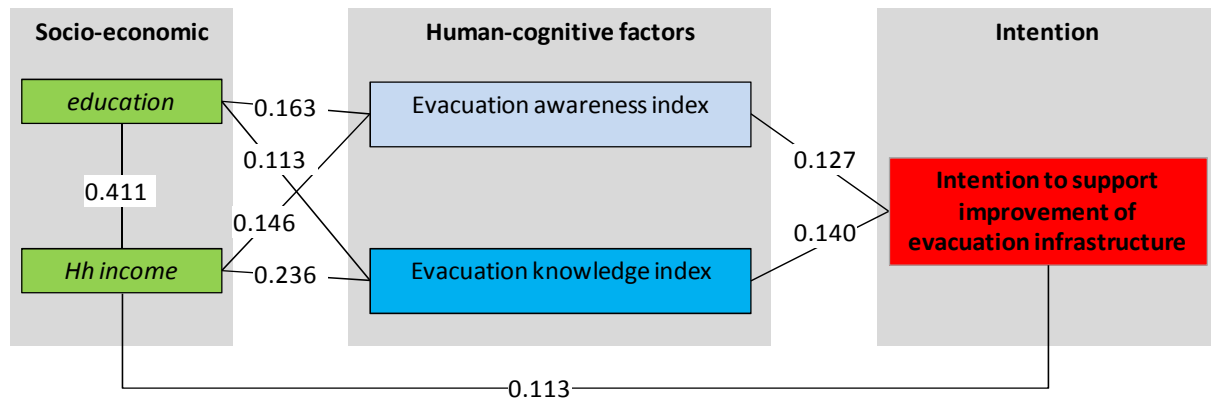 Socio-economic
Human-cognitive factors
Intention
education
0.163
Evacuation awareness index
0.113
0.127
0.411
0.146
Intention to support
improvement of
evacuation infrastructure
0.140
Hh income
0.236
Evacuation knowledge index
0.113